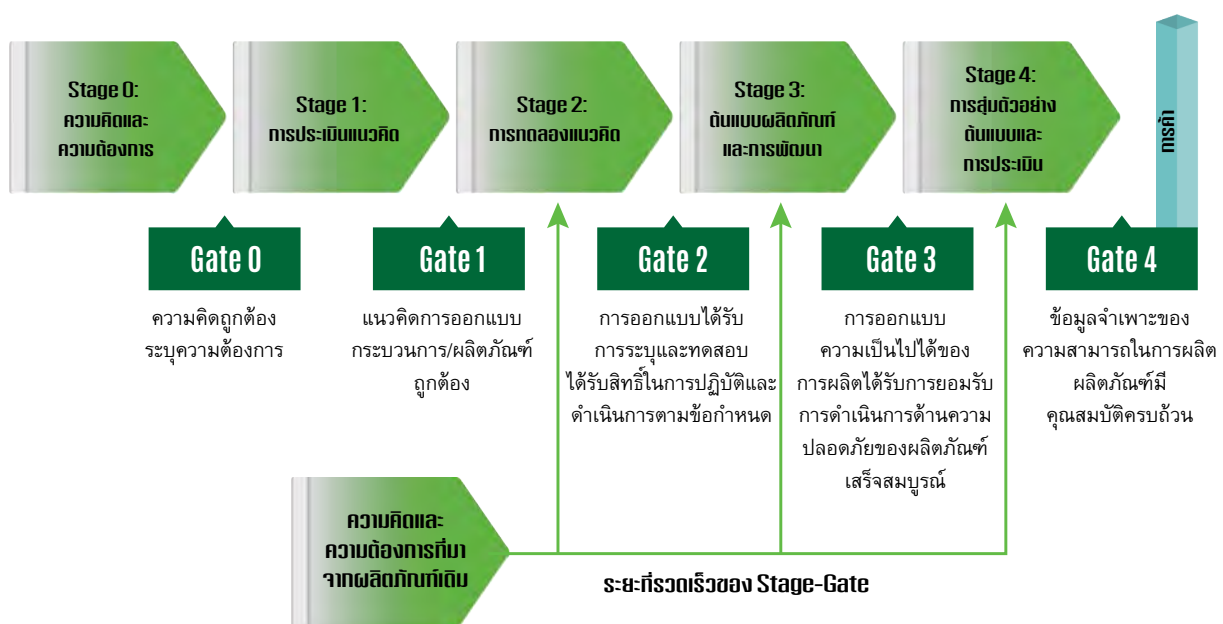 Stage 0:
ความคิดและ
ความต้องการ
Stage 1:
การประเมินแนวคิด
Stage 2:
การทดลองแนวคิด
Stage 3:
ต้นแบบผลิตภัณฑ์
และการพัฒนา
Stage 4:
การสุ่มตัวอย่าง
ต้นแบบและ
การประเมิน
การค้า
Gate 0
ความคิดถูกต้อง
ระบุความต้องการ
Gate 1
แนวคิดการออกแบบ
กระบวนการ/ผลิตภัณฑ์
ถูกต้อง
Gate 2
การออกแบบได้รับ
การระบุและทดสอบ
ได้รับสิทธิ์ในการปฏิบัติและ
ดำเนินการตามข้อกำหนด
Gate 3
การออกแบบ
ความเป็นไปได้ของ
การผลิตได้รับการยอมรับ
การดำเนินการด้านความ
ปลอดภัยของผลิตภัณฑ์
เสร็จสมบูรณ์
Gate 4
ข้อมูลจำเพาะของ
ความสามารถในการผลิต
ผลิตภัณฑ์มี
คุณสมบัติครบถ้วน
ความคิดและ
ความต้องการที่มา
จากผลิตภัณฑ์เดิม
ระยะที่รวดเร็วของ Stage-Gate